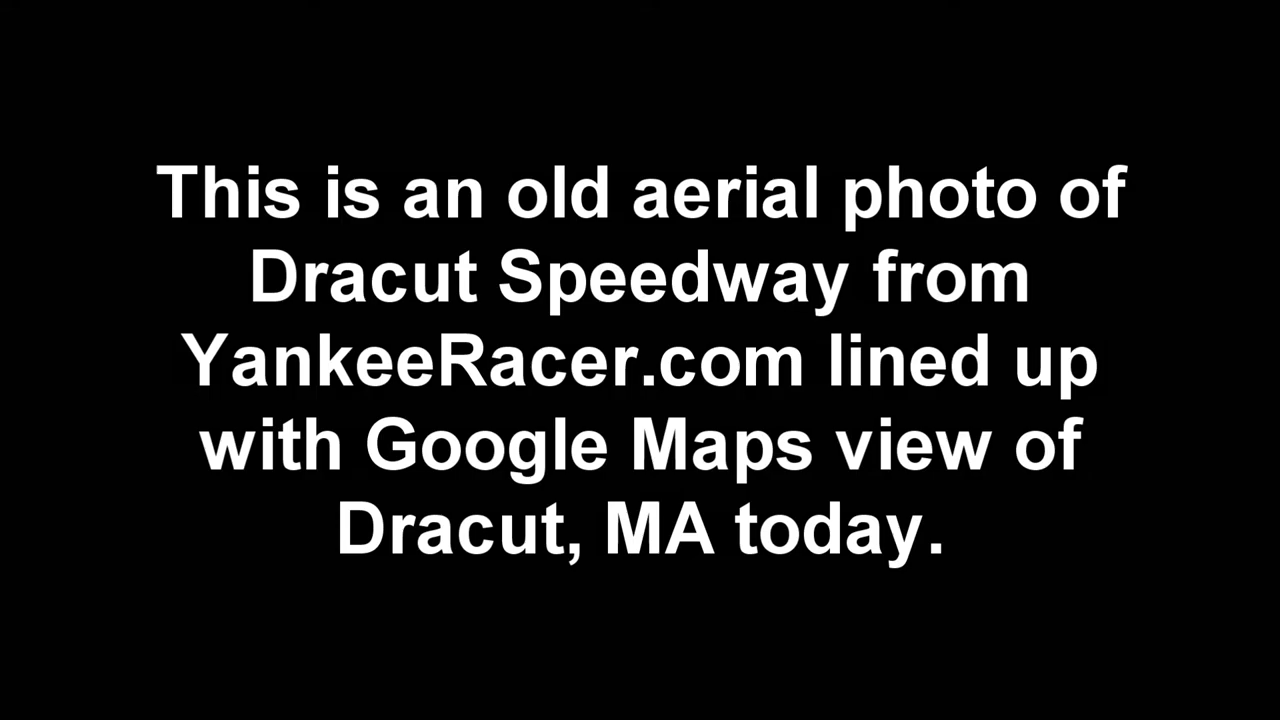 This is an old aerial photo of
Dracut Speedway from
YankeeRacer.com lined up
with Google Maps view of
Dracut, MA today.